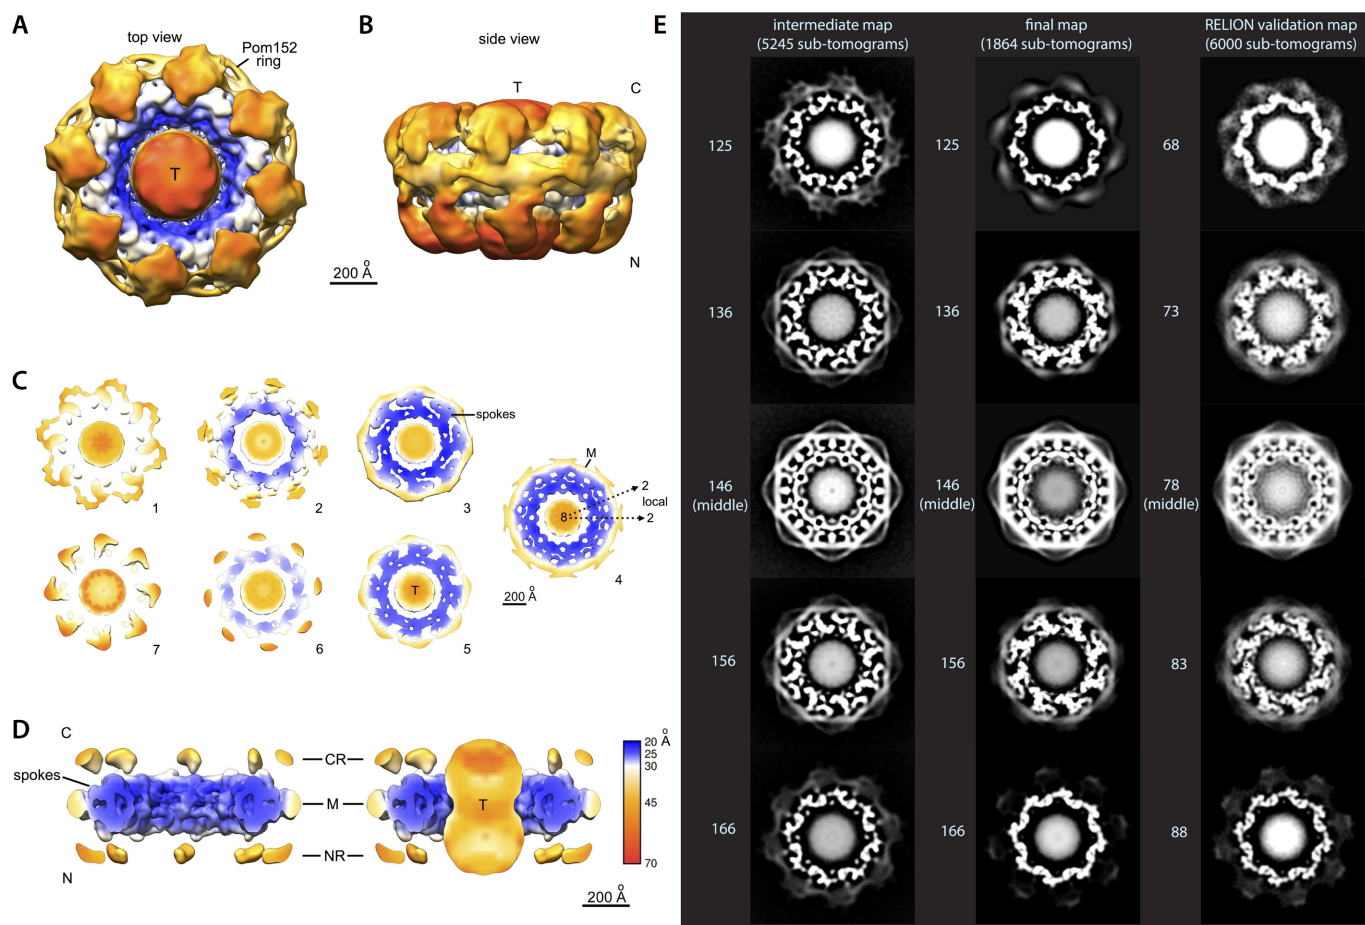 A
top view
Pom152
ring
T
200 Å
B
side view
T
C
N
C
1
2
spokes
3
M
2
local
8
2
4
200 Å
7
6
T
5
D
C
spokes
CR
M
NR
T
N
20 Å
25
30
45
70
200 Å
E
intermediate map
(5245 sub-tomograms)
final map
(1864 sub-tomograms)
RELION validation map
(6000 sub-tomograms)
125
125
68
136
136
73
146
(middle)
146
(middle)
78
(middle)
156
156
83
166
166
88